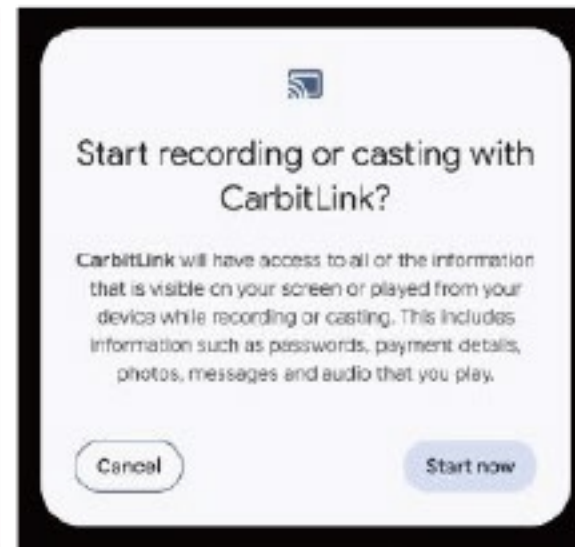 Start recording or casting with
CarbitLink?
CarbitLink will have access to all of the information
that is visible on your screen or played from your
device while recording or casting. This includes
information such as passwords, payment details,
photos, messages and audio that you play.
Cancel
Start now